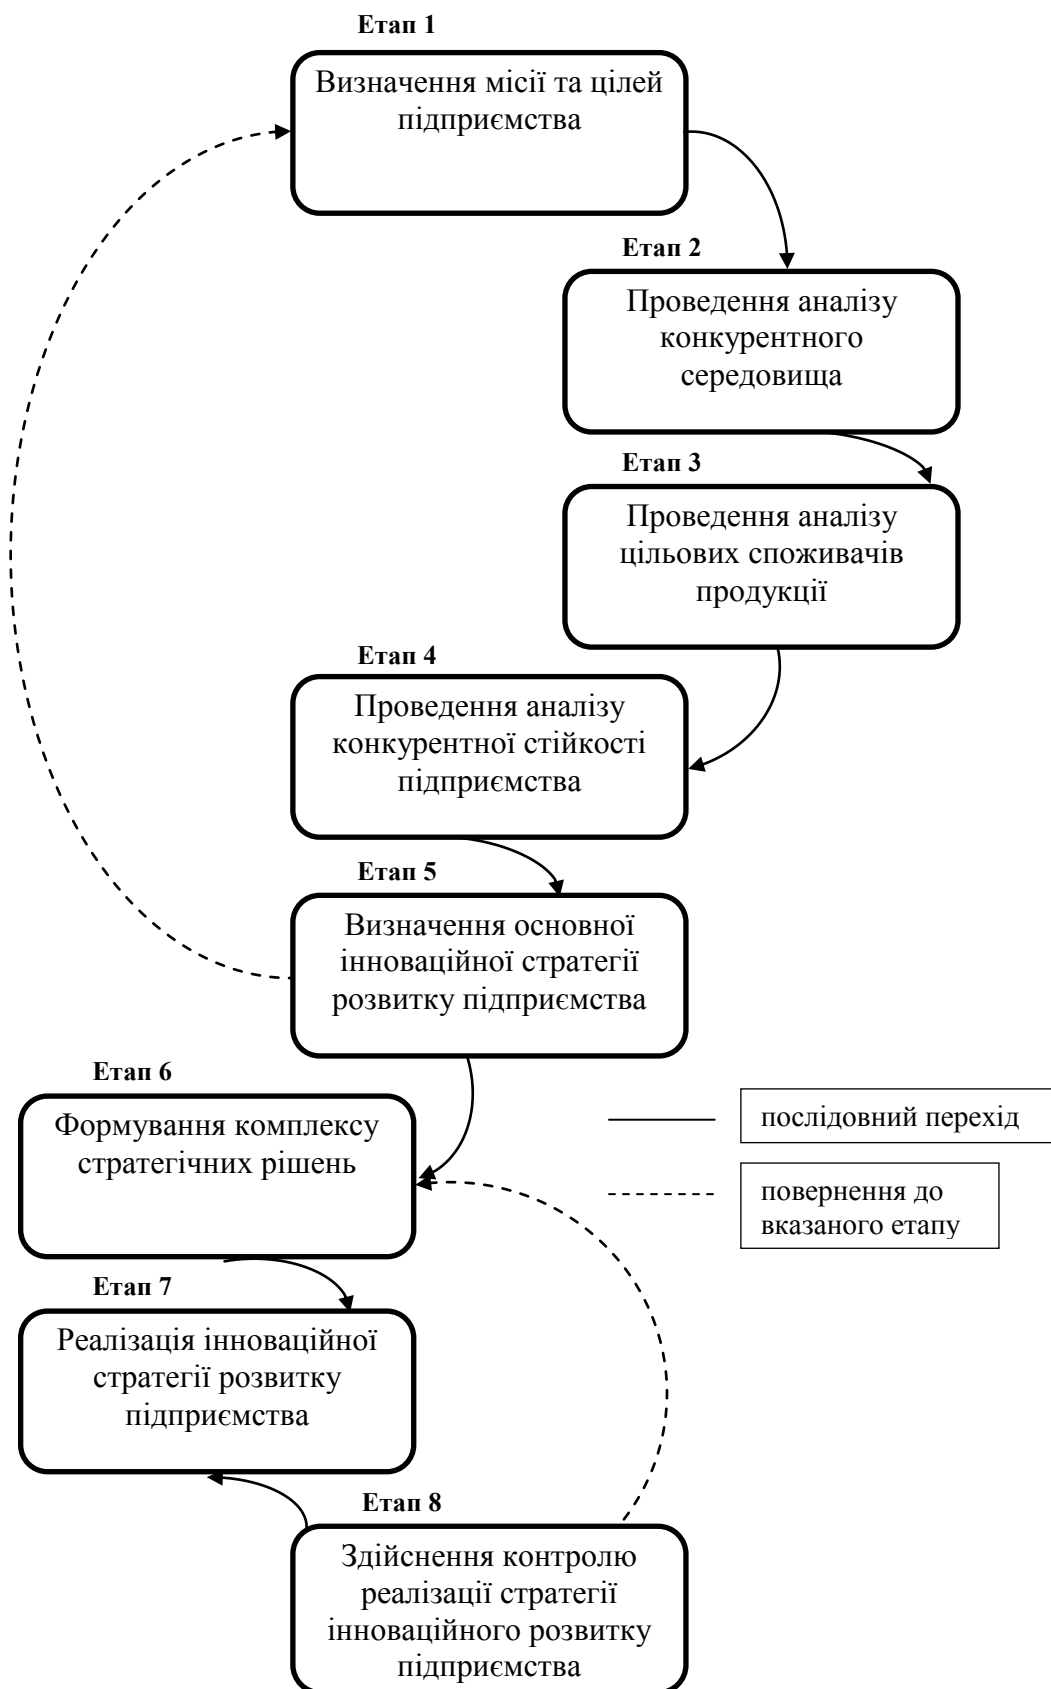 Етап 1
Визначення місії та цілей
підприємства
Етап 2
Проведення аналізу
конкурентного
середовища
Етап 3
Проведення аналізу
цільових споживачів
продукції
Етап 4
Проведення аналізу
конкурентної стійкості
підприємства
Етап 5
Визначення основної
інноваційної стратегії
розвитку підприємства
Етап 6
Формування комплексу
стратегічних рішень
послідовний перехід
повернення до
вказаного етапу
Етап 7
Реалізація інноваційної
стратегії розвитку
підприємства
Етап 8
Здійснення контролю
реалізації стратегії
інноваційного розвитку
підприємства